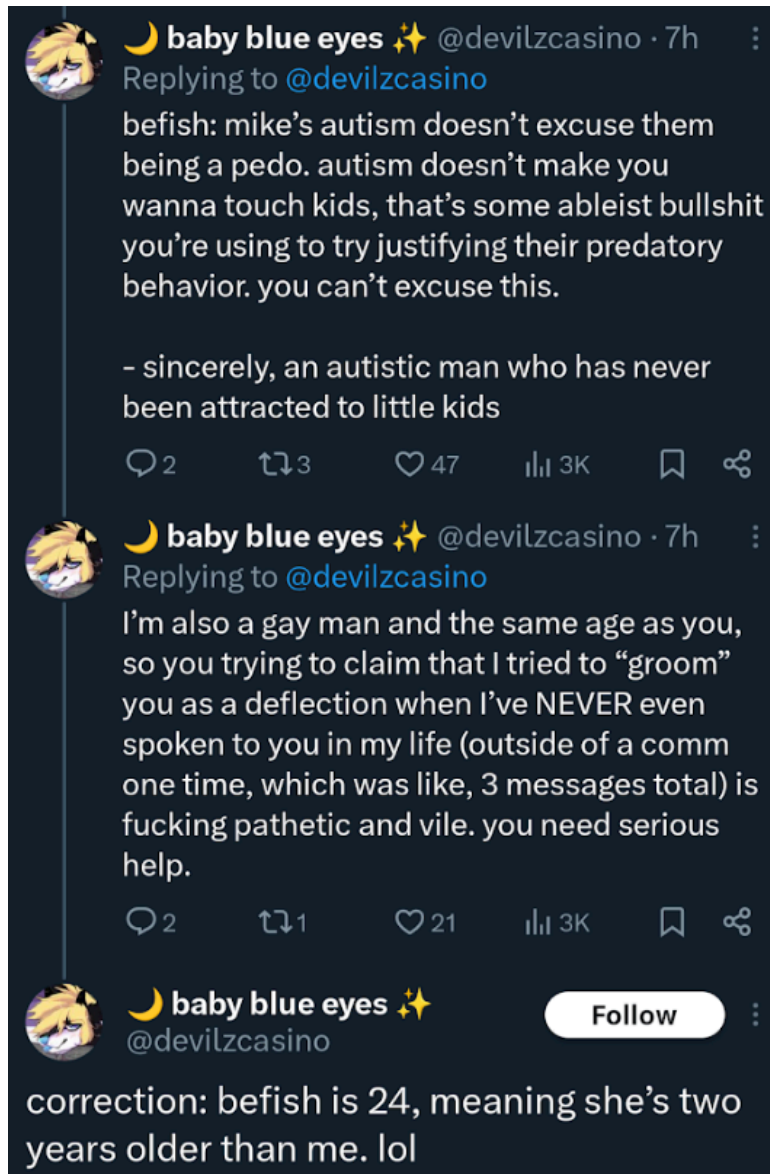 🌙 baby blue eyes ✨ @devilzcasino · 7h
Replying to @devilzcasino
befish: mike’s autism doesn’t excuse them
being a pedo. autism doesn’t make you
wanna touch kids, that’s some ableist bullshit
you’re using to try justifying their predatory
behavior. you can’t excuse this.
- sincerely, an autistic man who has never
been attracted to little kids
2 3 47 3K
🌙 baby blue eyes ✨ @devilzcasino · 7h
Replying to @devilzcasino
I’m also a gay man and the same age as you,
so you trying to claim that I tried to “groom”
you as a deflection when I’ve NEVER even
spoken to you in my life (outside of a comm
one time, which was like, 3 messages total) is
fucking pathetic and vile. you need serious
help.
2 1 21 3K
🌙 baby blue eyes ✨
Follow
@devilzcasino
correction: befish is 24, meaning she’s two
years older than me. lol